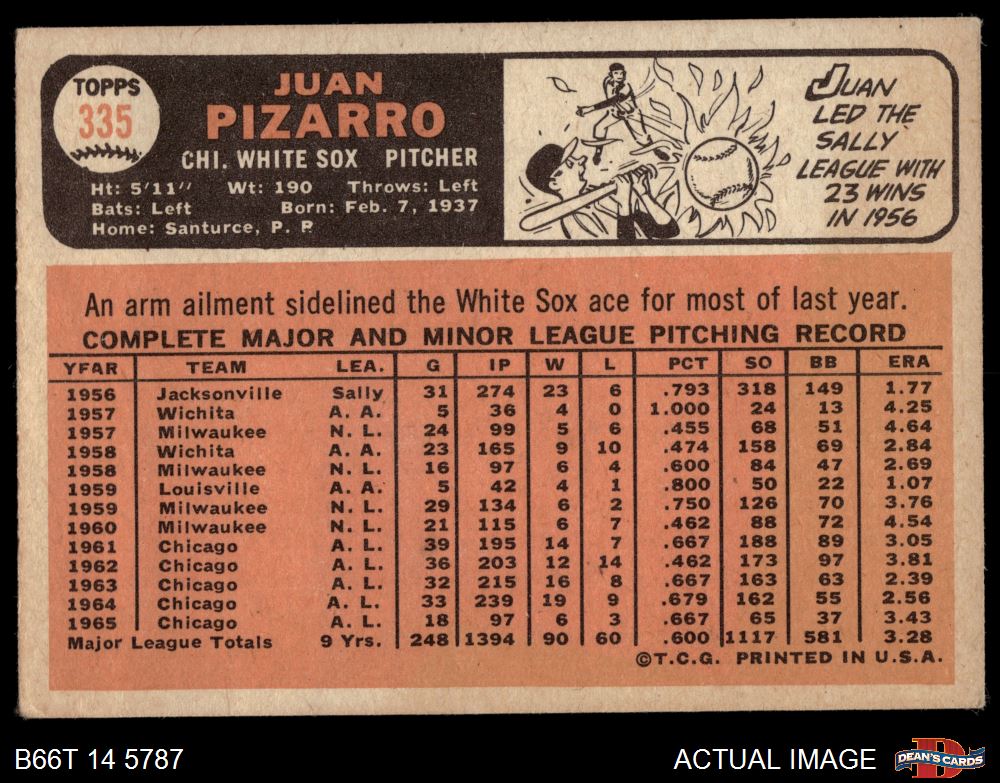 TOPPS
335
JUAN
PIZARRO
CHI. WHITE SOX PITCHER
Ht: 5'11" Wt: 190 Throws: Left
Bats: Left Born: Feb. 7, 1937
Home: Santurce, P. R
JUAN
LED THE
SALLY
LEAGUE WITH
23 WINS
IN 1956
An arm ailment sidelined the White Sox ace for most of last year.
COMPLETE MAJOR AND MINOR LEAGUE PITCHING RECORD
YEAR TEAM LEA. G IP W L PCT SO BB ERA
1956 Jacksonville Sally 31 274 23 6 .793 318 149 1.77
1957 Wichita A. A. 5 36 4 0 1.000 24 13 4.25
1957 Milwaukee N. L. 24 99 5 6 .455 68 51 4.64
1958 Wichita A. A. 23 165 9 10 .474 158 69 2.84
1958 Milwaukee N. L. 16 97 6 4 .600 84 47 2.69
1959 Louisville A. A. 5 42 4 1 .800 50 22 1.07
1959 Milwaukee N. L. 29 134 6 2 .750 126 70 3.76
1960 Milwaukee N. L. 21 115 6 7 .462 88 72 4.54
1961 Chicago A. L. 39 195 14 7 .667 188 89 3.05
1962 Chicago A. L. 36 203 12 14 .462 173 97 3.81
1963 Chicago A. L. 32 215 16 8 .667 163 63 2.39
1964 Chicago A. L. 33 239 19 9 .679 162 55 2.56
1965 Chicago A. L. 18 97 6 3 .667 65 37 3.43
Major League Totals 9 Yrs. 248 1394 90 60 .600 1117 581 3.28
©T.C.G. PRINTED IN U.S.A.
B66T 14 5787
ACTUAL IMAGE
DEAN'S CARDS